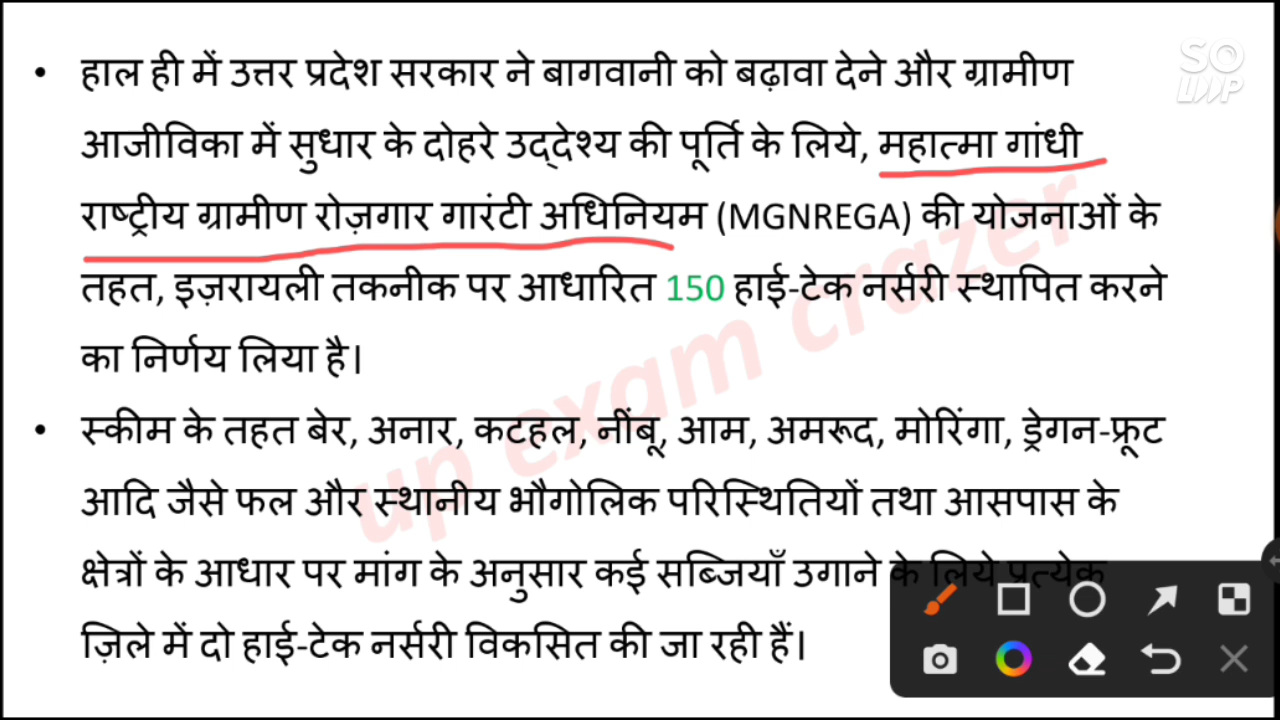 • हाल ही में उत्तर प्रदेश सरकार ने बागवानी को बढ़ावा देने और ग्रामीण
आजीविका में सुधार के दोहरे उद्देश्य की पूर्ति के लिये, महात्मा गांधी
राष्ट्रीय ग्रामीण रोज़गार गारंटी अधिनियम (MGNREGA) की योजनाओं के
तहत, इज़रायली तकनीक पर आधारित 150 हाई-टेक नर्सरी स्थापित करने
का निर्णय लिया है।
• स्कीम के तहत बेर, अनार, कटहल, नींबू, आम, अमरूद, मोरिंगा, ड्रेगन-फ्रूट
आदि जैसे फल और स्थानीय भौगोलिक परिस्थितियों तथा आसपास के
क्षेत्रों के आधार पर मांग के अनुसार कई सब्जियाँ उगाने के लिये प्रत्येक
ज़िले में दो हाई-टेक नर्सरी विकसित की जा रही हैं।
up exam crazer
SO
LIIP